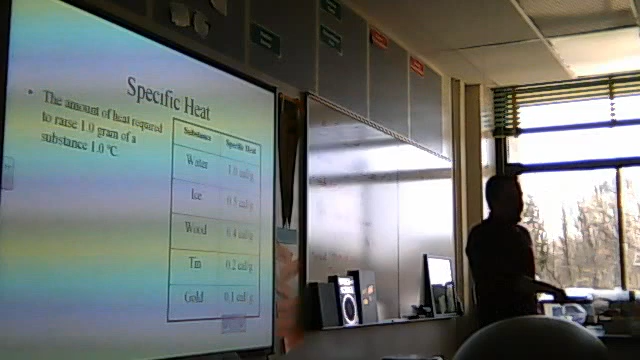 Specific Heat
• The amount of heat required
to raise 1.0 gram of a
substance 1.0 °C
Substance Specific Heat
Water 1.0 cal/g
Ice 0.5 cal/g
Wood 0.4 cal/g
Tin 0.2 cal/g
Gold 0.1 cal/g